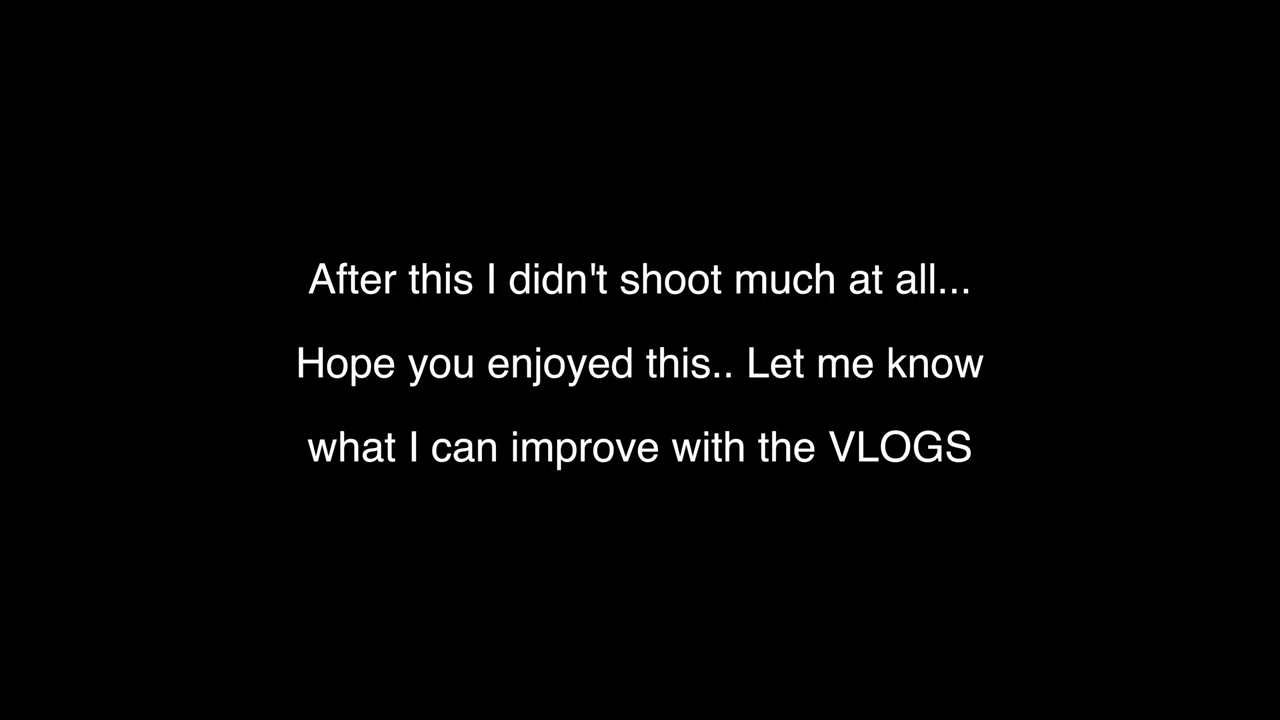 After this I didn't shoot much at all...
Hope you enjoyed this.. Let me know
what I can improve with the VLOGS